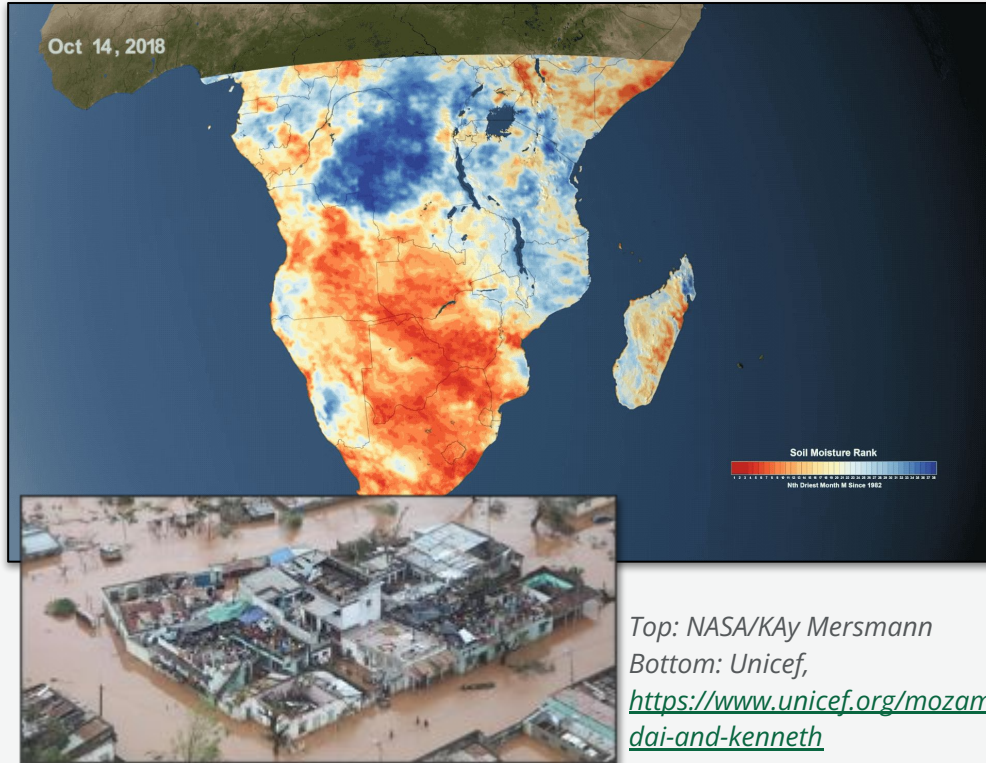 Oct 14, 2018
Soil Moisture Rank
Nth Driest Month M Since 1982
Top: NASA/KAy Mersmann
Bottom: Unicef,
https://www.unicef.org/mozam
dai-and-kenneth